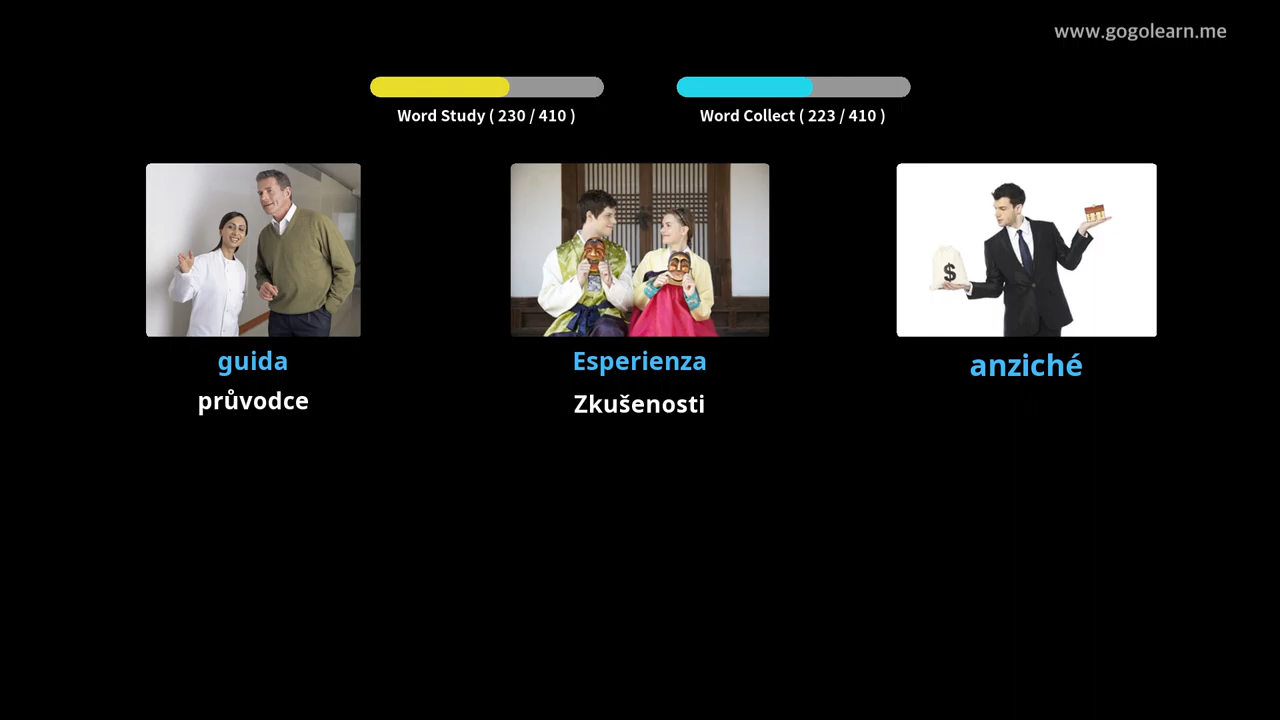 www.gogolearn.me
Word Study ( 230 / 410 )
Word Collect ( 223 / 410 )
guida
Esperienza
anziché
průvodce
Zkušenosti
$